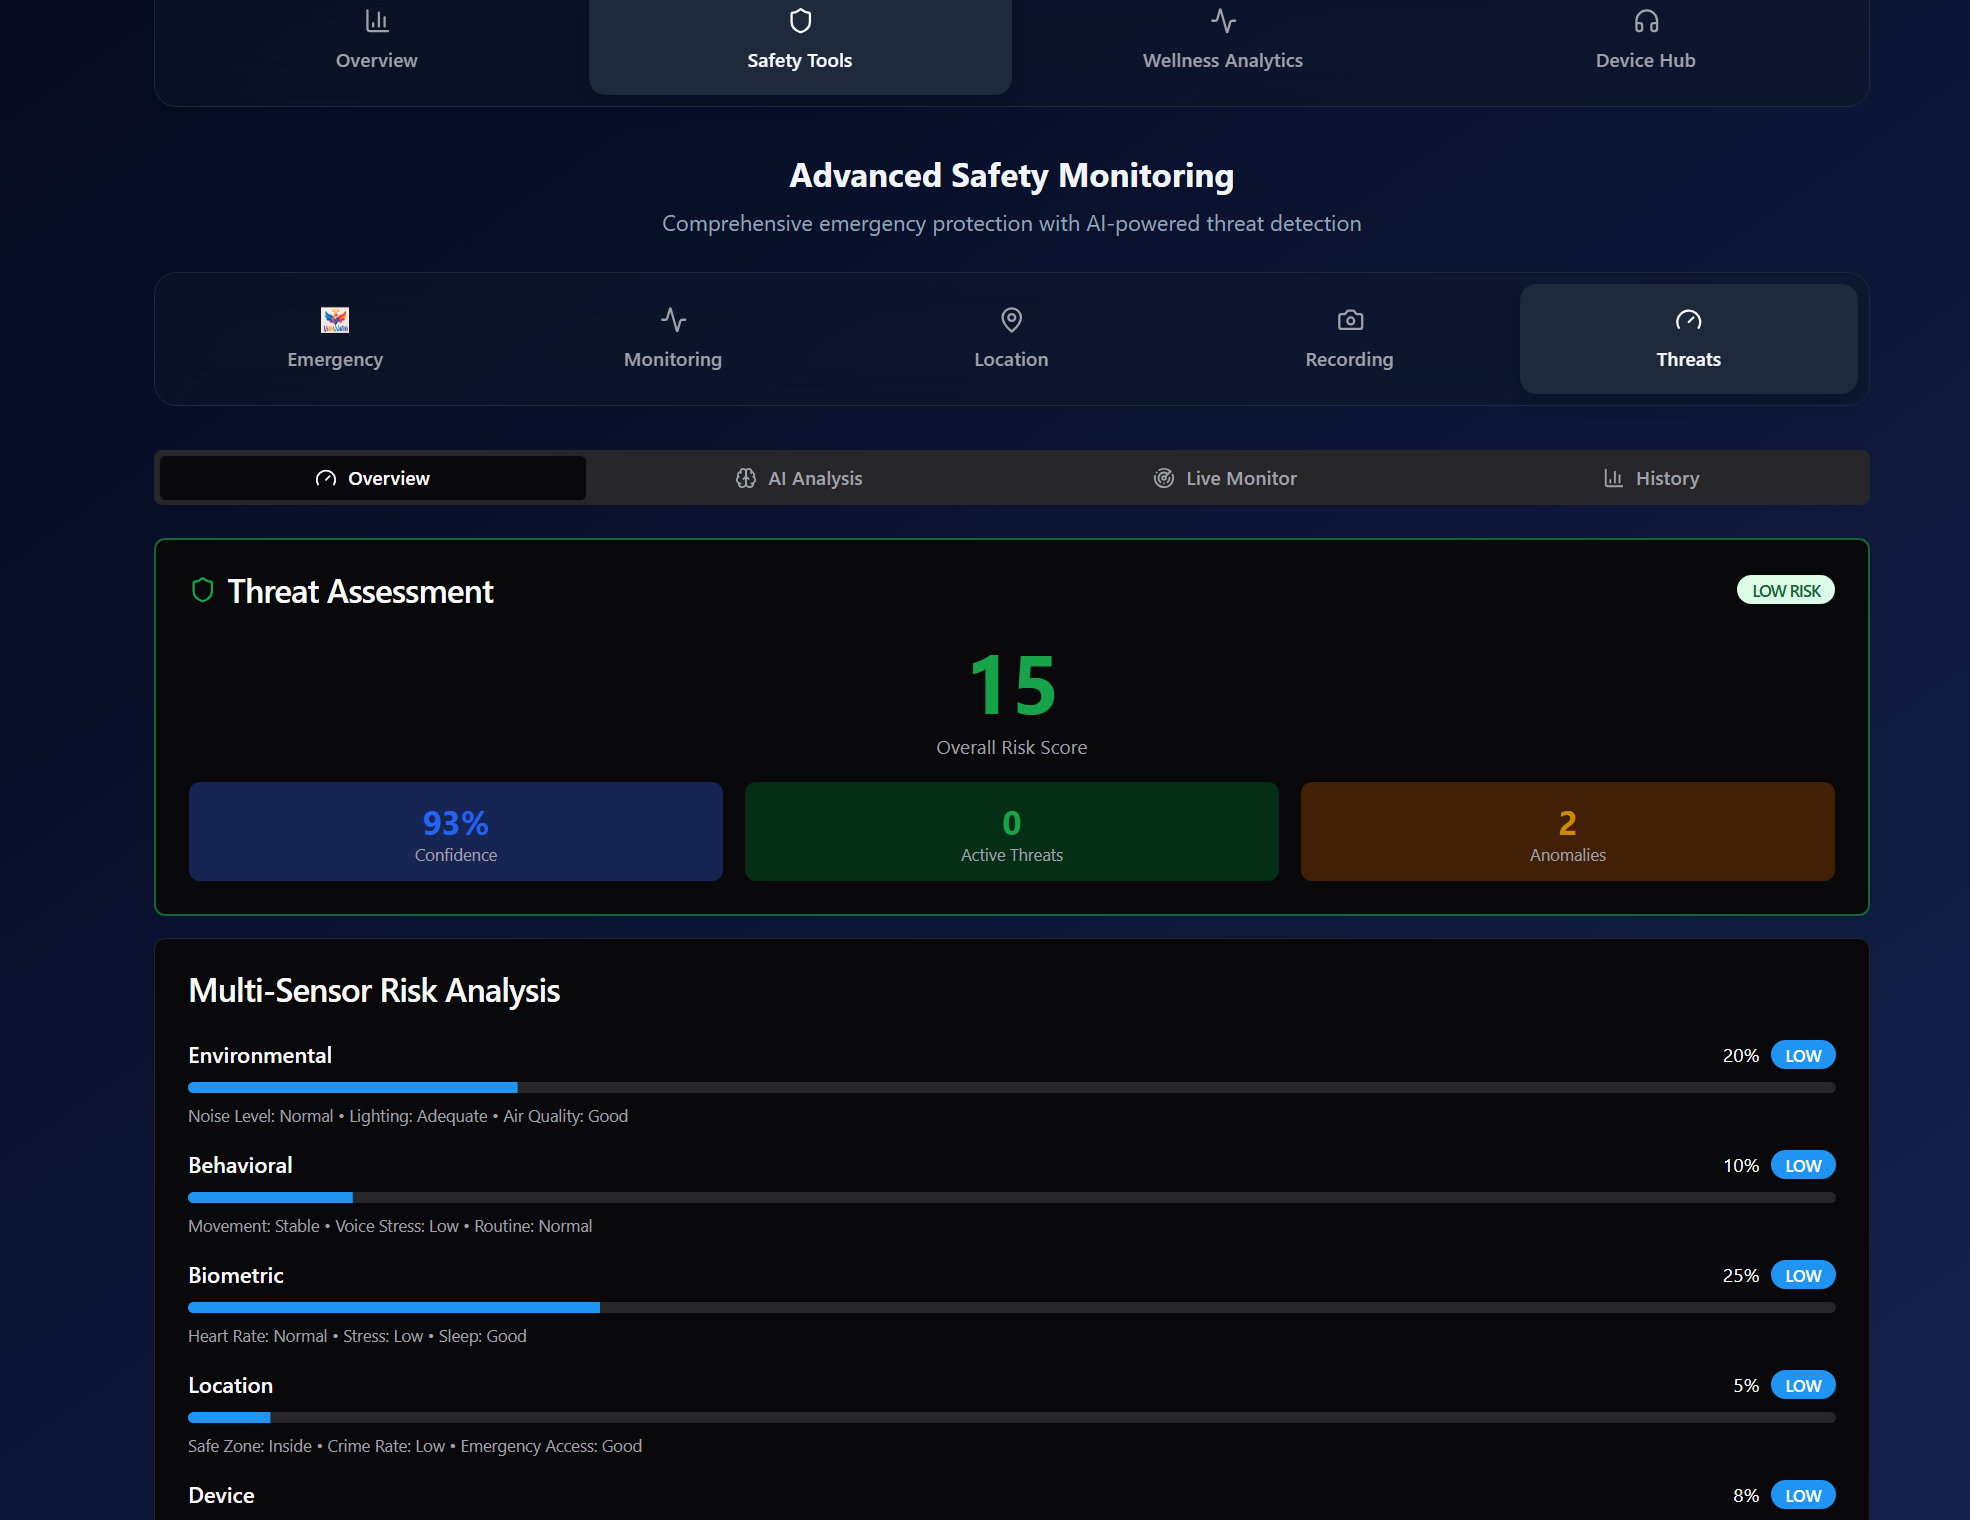 Overview
Safety Tools
Wellness Analytics
Device Hub
Advanced Safety Monitoring
Comprehensive emergency protection with AI-powered threat detection
Emergency
Monitoring
Location
Recording
Threats
Overview
AI Analysis
Live Monitor
History
Threat Assessment
LOW RISK
15
Overall Risk Score
93%
Confidence
0
Active Threats
2
Anomalies
Multi-Sensor Risk Analysis
Environmental
20% LOW
Noise Level: Normal • Lighting: Adequate • Air Quality: Good
Behavioral
10% LOW
Movement: Stable • Voice Stress: Low • Routine: Normal
Biometric
25% LOW
Heart Rate: Normal • Stress: Low • Sleep: Good
Location
5% LOW
Safe Zone: Inside • Crime Rate: Low • Emergency Access: Good
Device
8% LOW